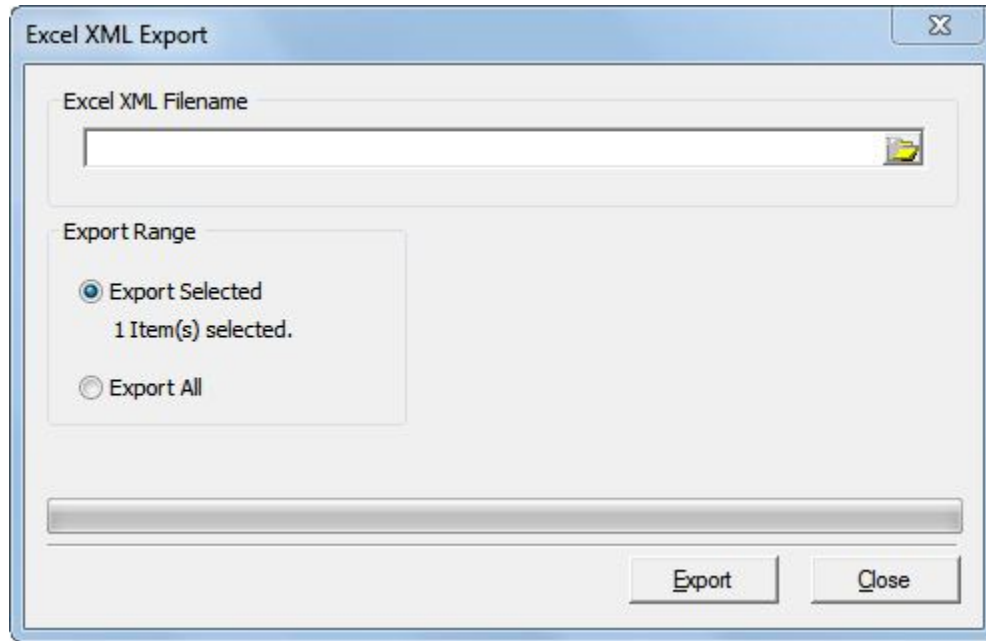 Excel XML Export
Excel XML Filename
Export Range
Export Selected
1 Item(s) selected.
Export All
Export
Close